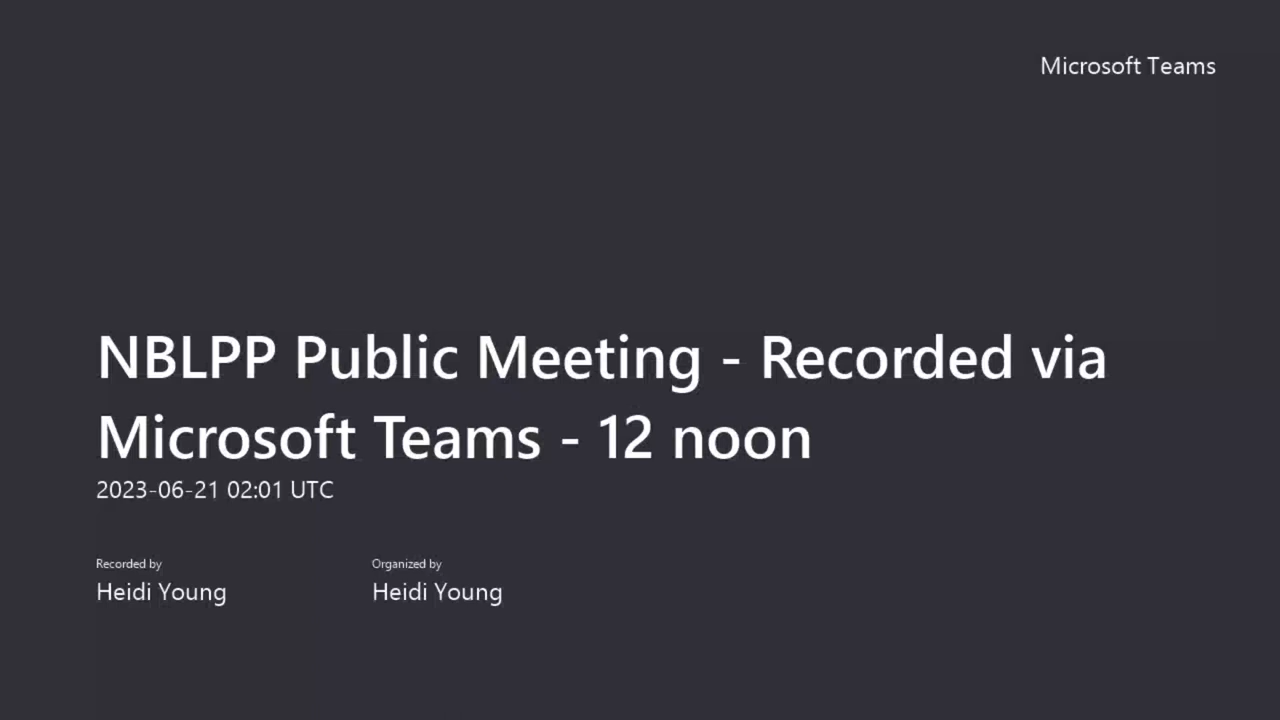 Microsoft Teams
NBLPP Public Meeting - Recorded via
Microsoft Teams - 12 noon
2023-06-21 02:01 UTC
Recorded by
Heidi Young
Organized by
Heidi Young